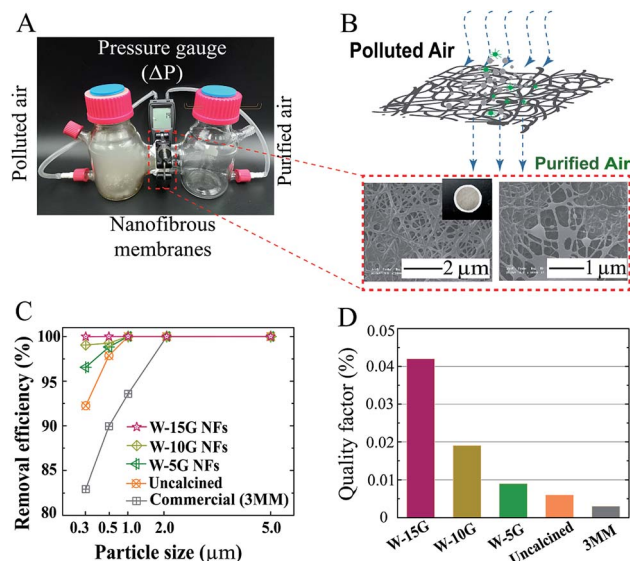 A
Pressure gauge
(ΔP)
Polluted air
Purified air
Nanofibrous
membranes
B
Polluted Air
Purified Air
2 μm
1 μm
C
Removal efficiency (%)
100
95
90
85
80
W-15G NFs
W-10G NFs
W-5G NFs
Uncalcined
Commercial (3MM)
0.3
0.5
1.0
2.0
5.0
Particle size (μm)
D
Quality factor (%)
0.05
0.04
0.03
0.02
0.01
0.00
W-15G
W-10G
W-5G
Uncalcined
3MM